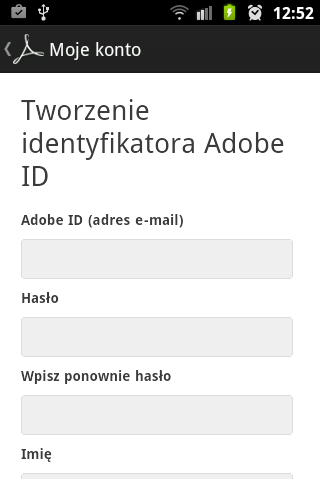 12:52
Moje konto
Tworzenie
identyfikatora Adobe
ID
Adobe ID (adres e-mail)
Hasło
Wpisz ponownie hasło
Imię